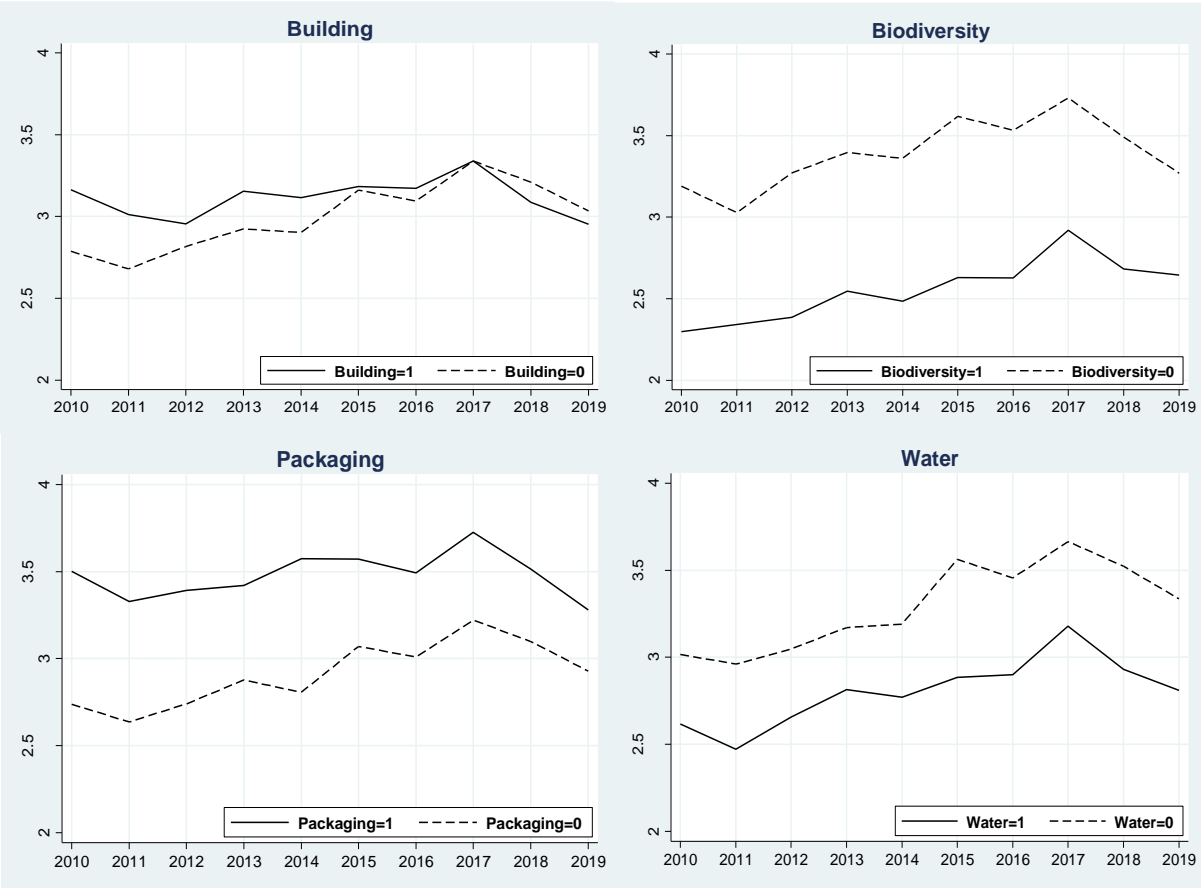 Building
4
3.5
3
2.5
2
2010 2011 2012 2013 2014 2015 2016 2017 2018 2019
Building=1 Building=0
Biodiversity
4
3.5
3
2.5
2
2010 2011 2012 2013 2014 2015 2016 2017 2018 2019
Biodiversity=1 Biodiversity=0
Packaging
4
3.5
3
2.5
2
2010 2011 2012 2013 2014 2015 2016 2017 2018 2019
Packaging=1 Packaging=0
Water
4
3.5
3
2.5
2
2010 2011 2012 2013 2014 2015 2016 2017 2018 2019
Water=1 Water=0